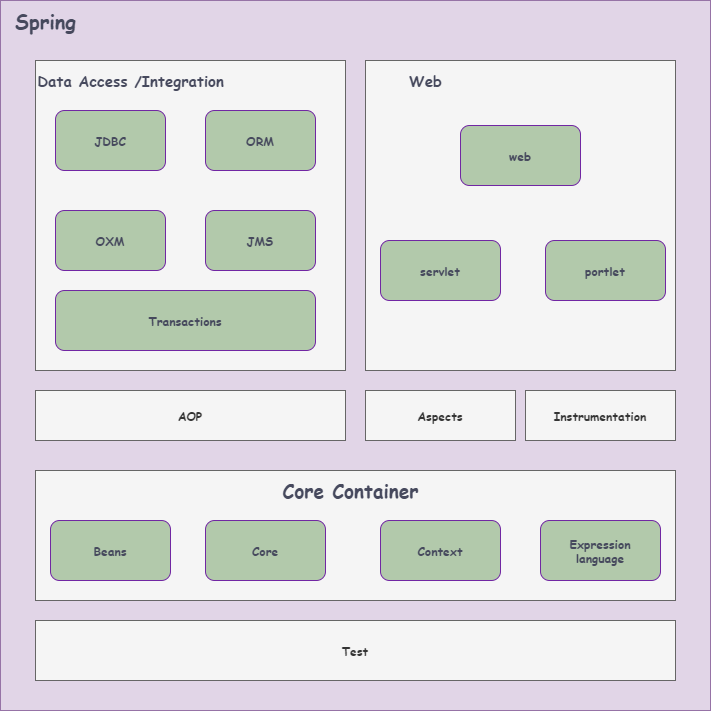 Spring
Data Access /Integration
JDBC
ORM
OXM
JMS
Transactions
Web
web
servlet
portlet
AOP
Aspects
Instrumentation
Core Container
Beans
Core
Context
Expression
language
Test